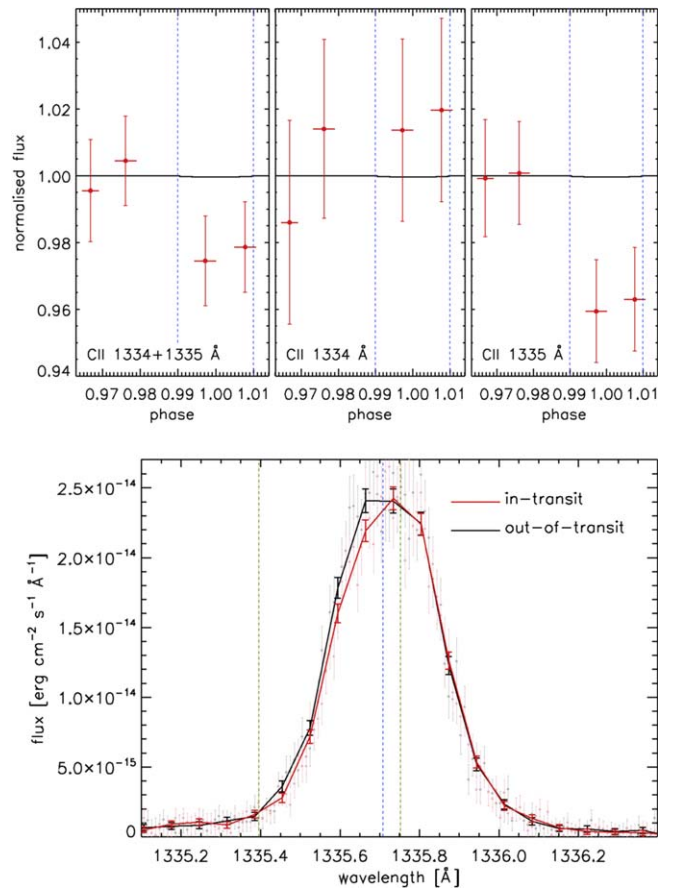 1.04
1.02
1.00
0.98
0.96
0.94
normalised flux
CII 1334+1335 Å
CII 1334 Å
CII 1335 Å
0.97 0.98 0.99 1.00 1.01
0.97 0.98 0.99 1.00 1.01
0.97 0.98 0.99 1.00 1.01
phase
phase
phase
2.5×10⁻¹⁴
2.0×10⁻¹⁴
1.5×10⁻¹⁴
1.0×10⁻¹⁴
5.0×10⁻¹⁵
0
flux [erg cm⁻² s⁻¹ Å⁻¹]
in-transit
out-of-transit
1335.2 1335.4 1335.6 1335.8 1336.0 1336.2
wavelength [Å]